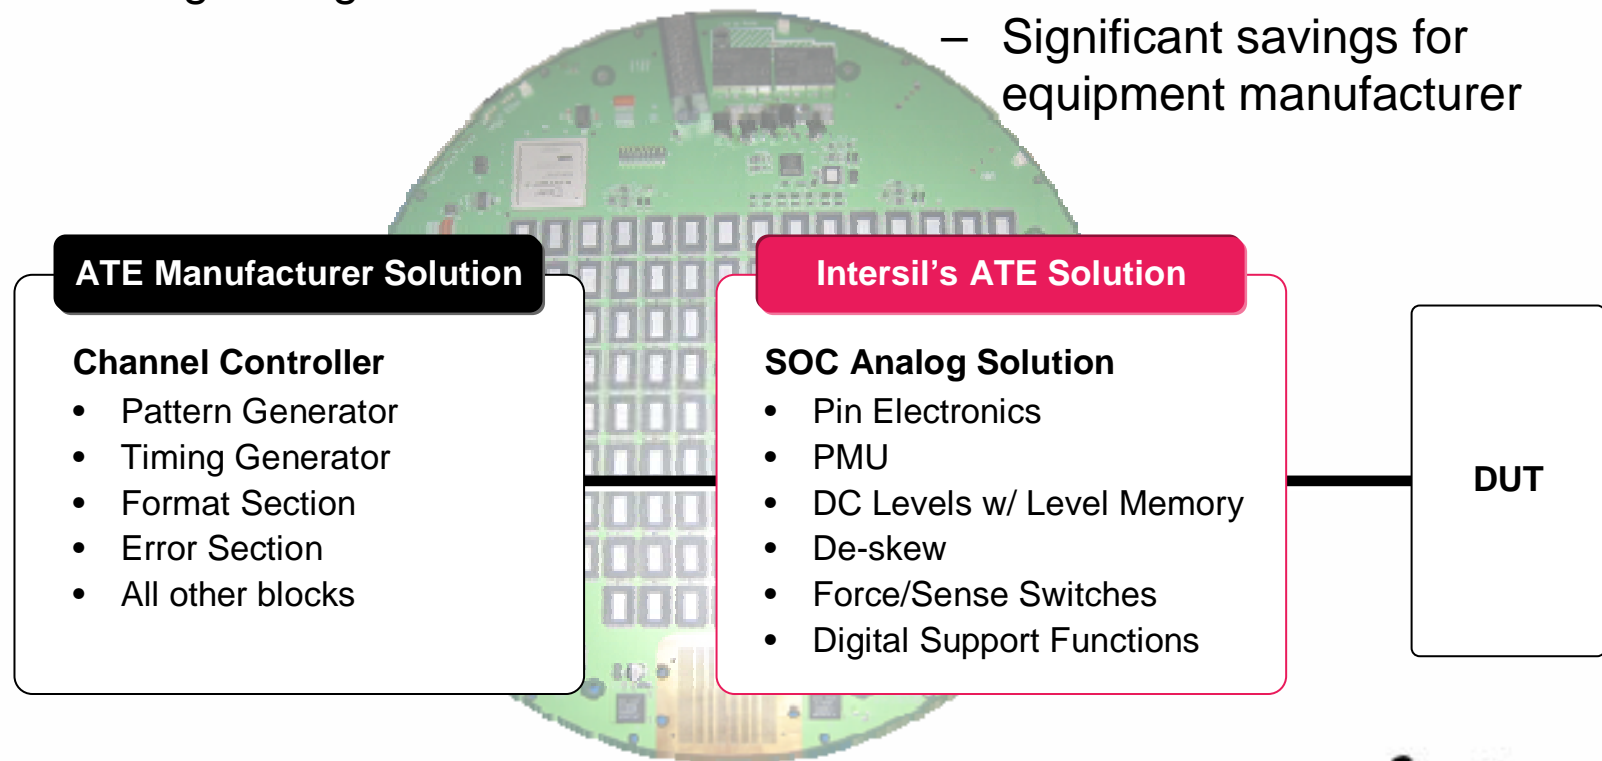 – Significant savings for
equipment manufacturer
ATE Manufacturer Solution
Channel Controller
• Pattern Generator
• Timing Generator
• Format Section
• Error Section
• All other blocks
Intersil’s ATE Solution
SOC Analog Solution
• Pin Electronics
• PMU
• DC Levels w/ Level Memory
• De-skew
• Force/Sense Switches
• Digital Support Functions
DUT